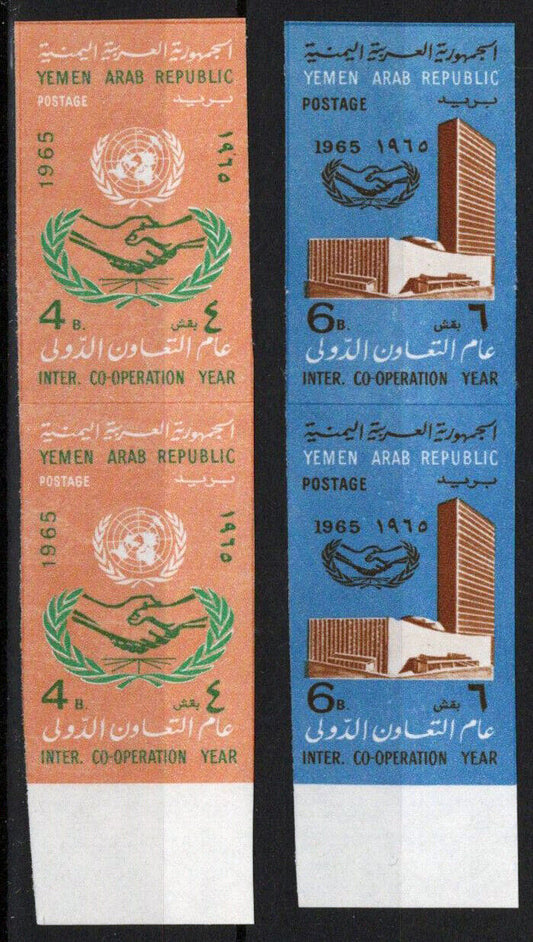 الجمهورية العربية اليمنية
YEMEN ARAB REPUBLIC
POSTAGE بريد
1965 ١٩٦٥
4 B. ٤ بقش
عام التعاون الدولى
INTER. CO-OPERATION YEAR
الجمهورية العربية اليمنية
YEMEN ARAB REPUBLIC
POSTAGE بريد
1965 ١٩٦٥
4 B. ٤ بقش
عام التعاون الدولى
INTER. CO-OPERATION YEAR
الجمهورية العربية اليمنية
YEMEN ARAB REPUBLIC
POSTAGE بريد
1965 ١٩٦٥
6 B. ٦ بقش
عام التعاون الدولى
INTER. CO-OPERATION YEAR
الجمهورية العربية اليمنية
YEMEN ARAB REPUBLIC
POSTAGE بريد
1965 ١٩٦٥
6 B. ٦ بقش
عام التعاون الدولى
INTER. CO-OPERATION YEAR